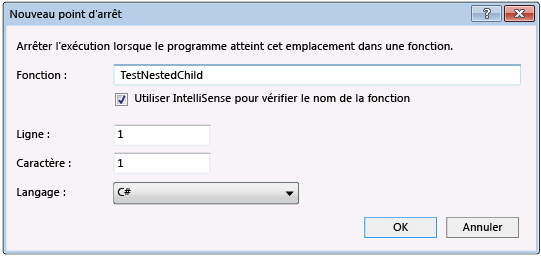 Nouveau point d'arrêt
Arrêter l'exécution lorsque le programme atteint cet emplacement dans une fonction.
Fonction : TestNestedChild
Utiliser IntelliSense pour vérifier le nom de la fonction
Ligne : 1
Caractère : 1
Langage : C#
OK Annuler